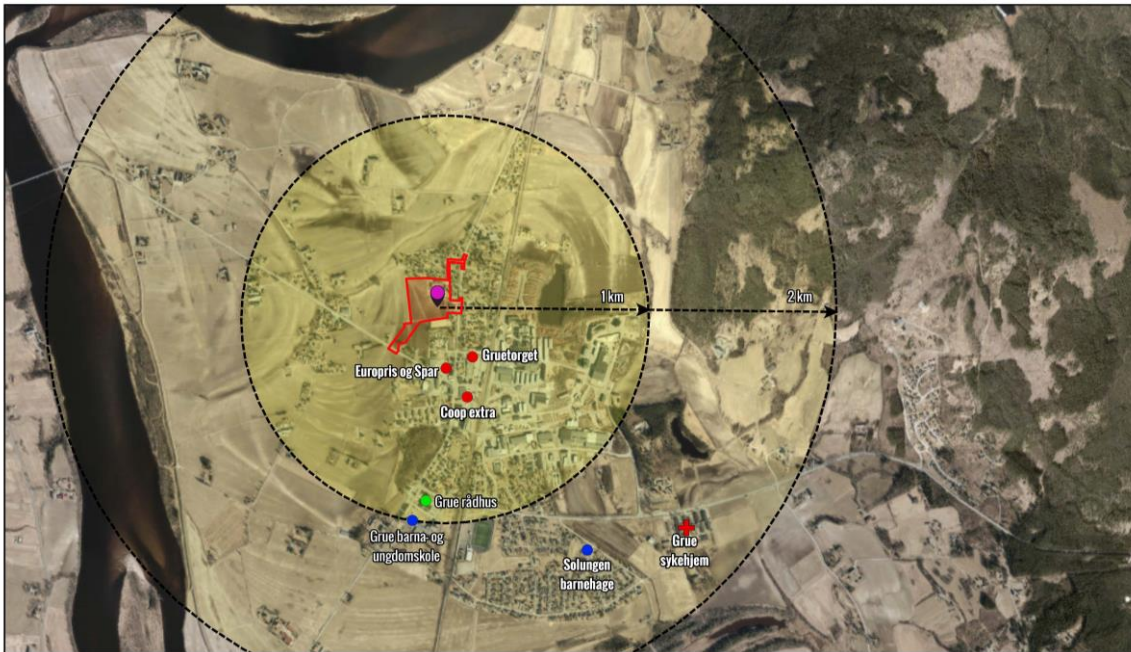 1 km
2 km
Gruetorget
Europris og Spar
Coop extra
Grue rådhus
Grue barna- og
ungdomskole
Solungen
barnehage
Grue
sykehjem